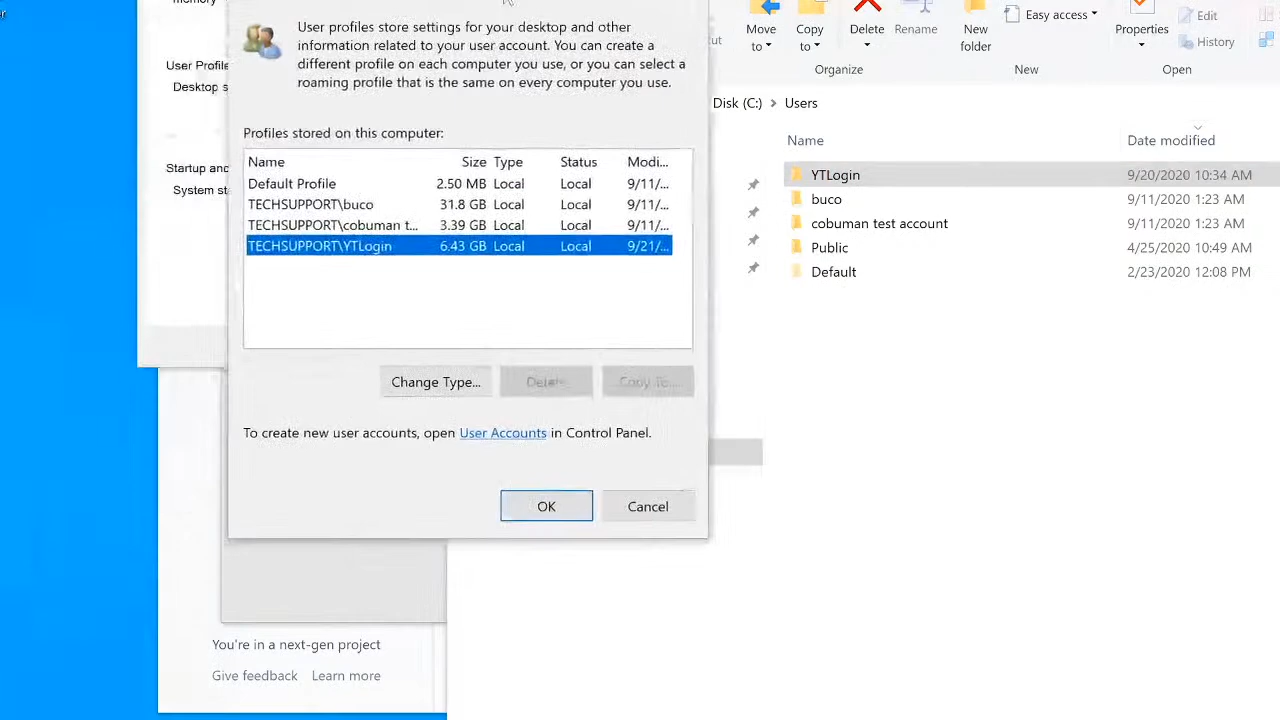 memory
User Profile
Desktop s
Startup and
System st
User profiles store settings for your desktop and other
information related to your user account. You can create a
different profile on each computer you use, or you can select a
roaming profile that is the same on every computer you use.
Profiles stored on this computer:
Name Size Type Status Modi...
Default Profile 2.50 MB Local Local 9/11/...
TECHSUPPORT\buco 31.8 GB Local Local 9/11/...
TECHSUPPORT\cobuman t... 3.39 GB Local Local 9/11/...
TECHSUPPORT\YTLogin 6.43 GB Local Local 9/21/...
Change Type... Delete Copy To...
To create new user accounts, open User Accounts in Control Panel.
OK Cancel
You're in a next-gen project
Give feedback Learn more
Move to Copy to Delete Rename New folder Easy access Properties Edit History
Organize New Open
Disk (C:) > Users
Name Date modified
YTLogin 9/20/2020 10:34 AM
buco 9/11/2020 1:23 AM
cobuman test account 9/11/2020 1:23 AM
Public 4/25/2020 10:49 AM
Default 2/23/2020 12:08 PM